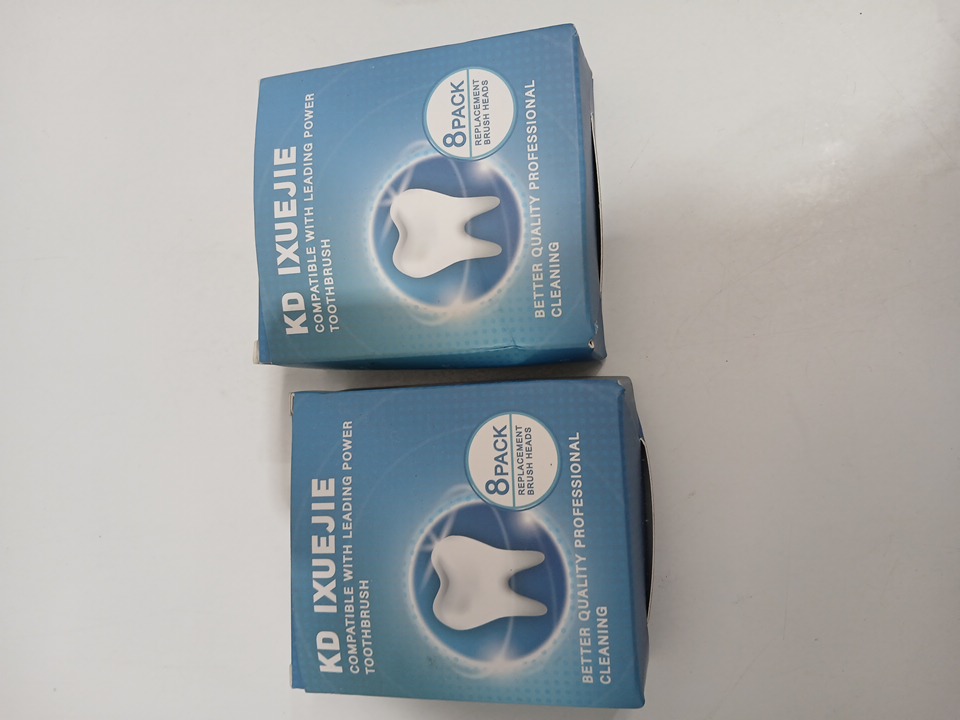 KD IXUEJIE
COMPATIBLE WITH LEADING POWER
TOOTHBRUSH
8PACK
REPLACEMENT
BRUSH HEADS
BETTER QUALITY PROFESSIONAL
CLEANING
KD IXUEJIE
COMPATIBLE WITH LEADING POWER
TOOTHBRUSH
8PACK
REPLACEMENT
BRUSH HEADS
BETTER QUALITY PROFESSIONAL
CLEANING